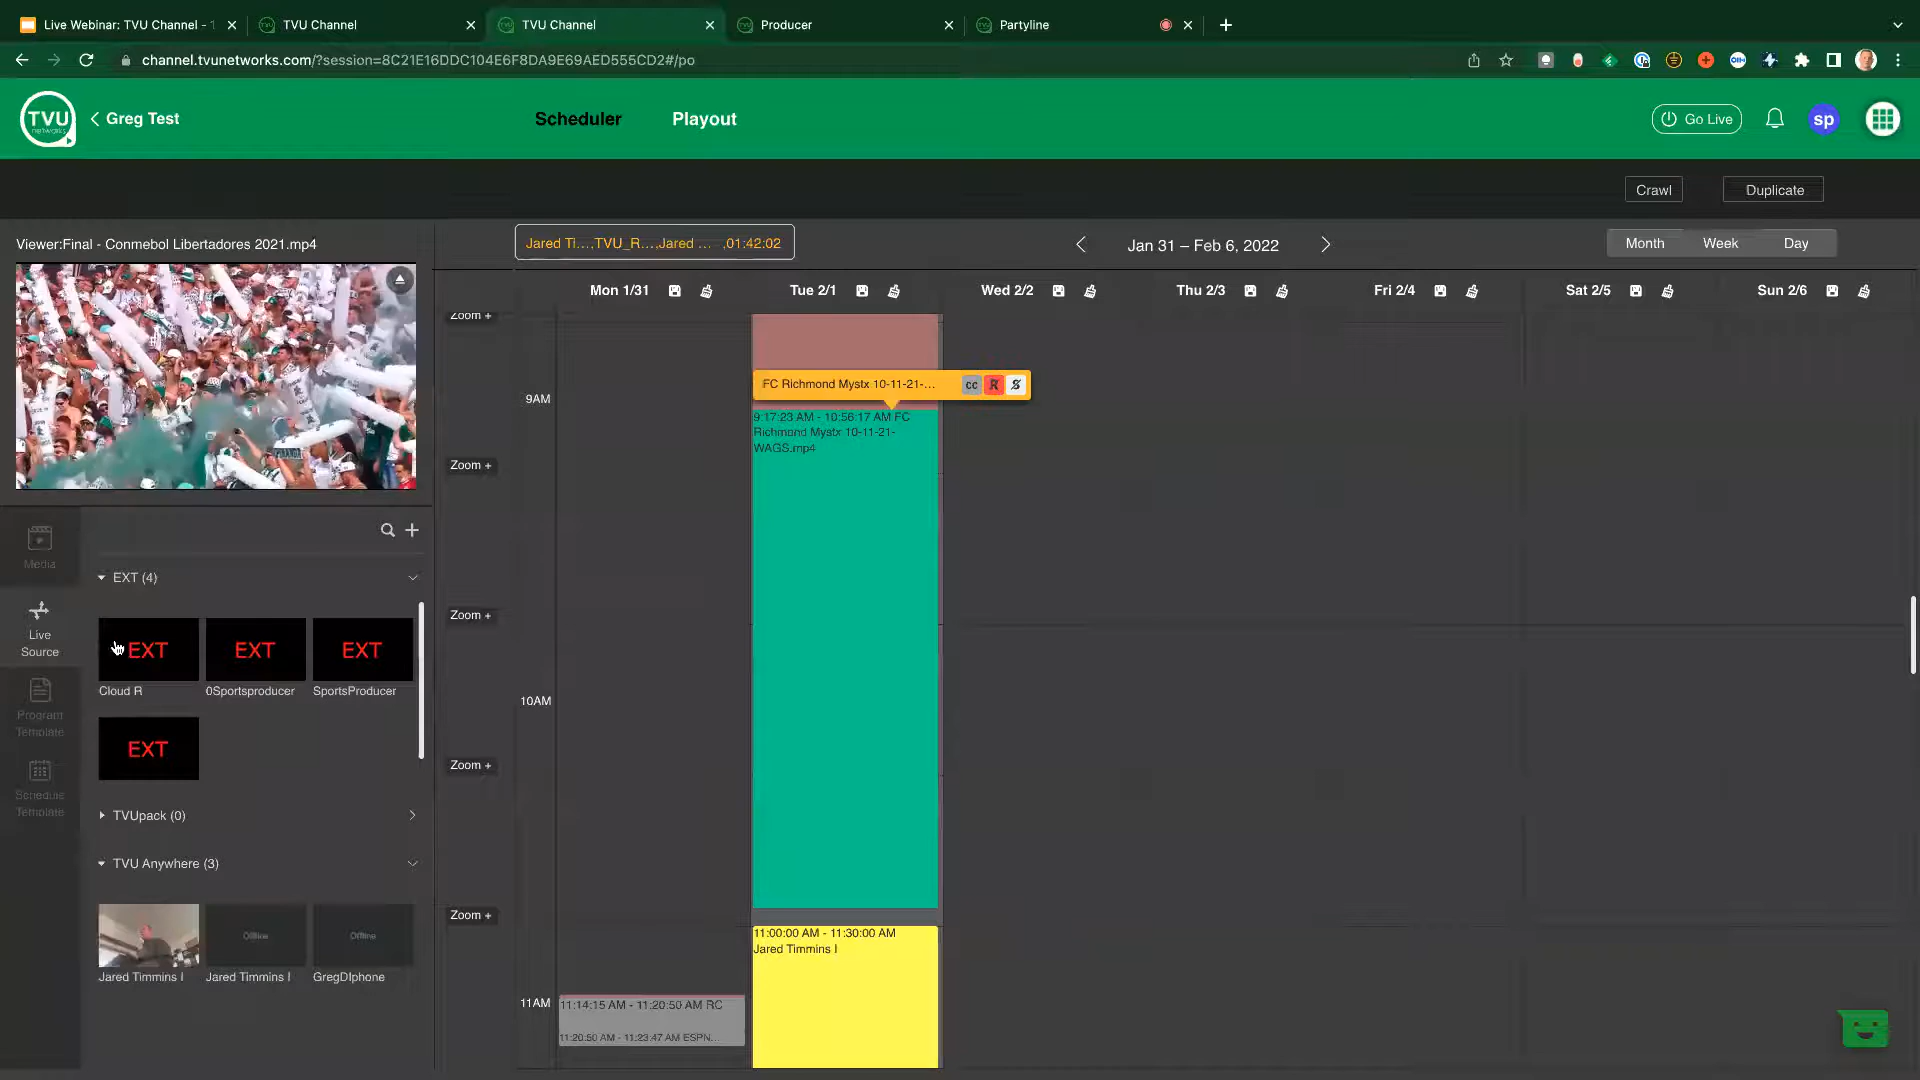 Live Webinar: TVU Channel -
TVU Channel
TVU Channel
Producer
Partyline
channel.tvunetworks.com/?session=8C21E16DDC104E6F8DA9E69AED555CD2#/po
TVU
networks
Greg Test
Scheduler
Playout
Go Live
sp
Crawl
Duplicate
Viewer:Final - Conmebol Libertadores 2021.mp4
Jared Ti...,TVU_R...,Jared ... ,01:42:02
Jan 31 – Feb 6, 2022
Month
Week
Day
Mon 1/31
Tue 2/1
Wed 2/2
Thu 2/3
Fri 2/4
Sat 2/5
Sun 2/6
Zoom +
FC Richmond Mystx 10-11-21-...
cc
9AM
9:17:23 AM - 10:56:17 AM FC
Richmond Mystx 10-11-21-
WAGS.mp4
Zoom +
Media
EXT (4)
Live
Source
EXT
EXT
EXT
Zoom +
Cloud R
0Sportsproducer
SportsProducer
10AM
Program
Template
EXT
Zoom +
Schedule
Template
TVUpack (0)
TVU Anywhere (3)
Offline
Offline
Zoom +
11:00:00 AM - 11:30:00 AM
Jared Timmins I
Jared Timmins I
Jared Timmins I
GregDIphone
11AM
11:14:15 AM - 11:20:50 AM RC
11:20:50 AM - 11:23:47 AM ESPN...